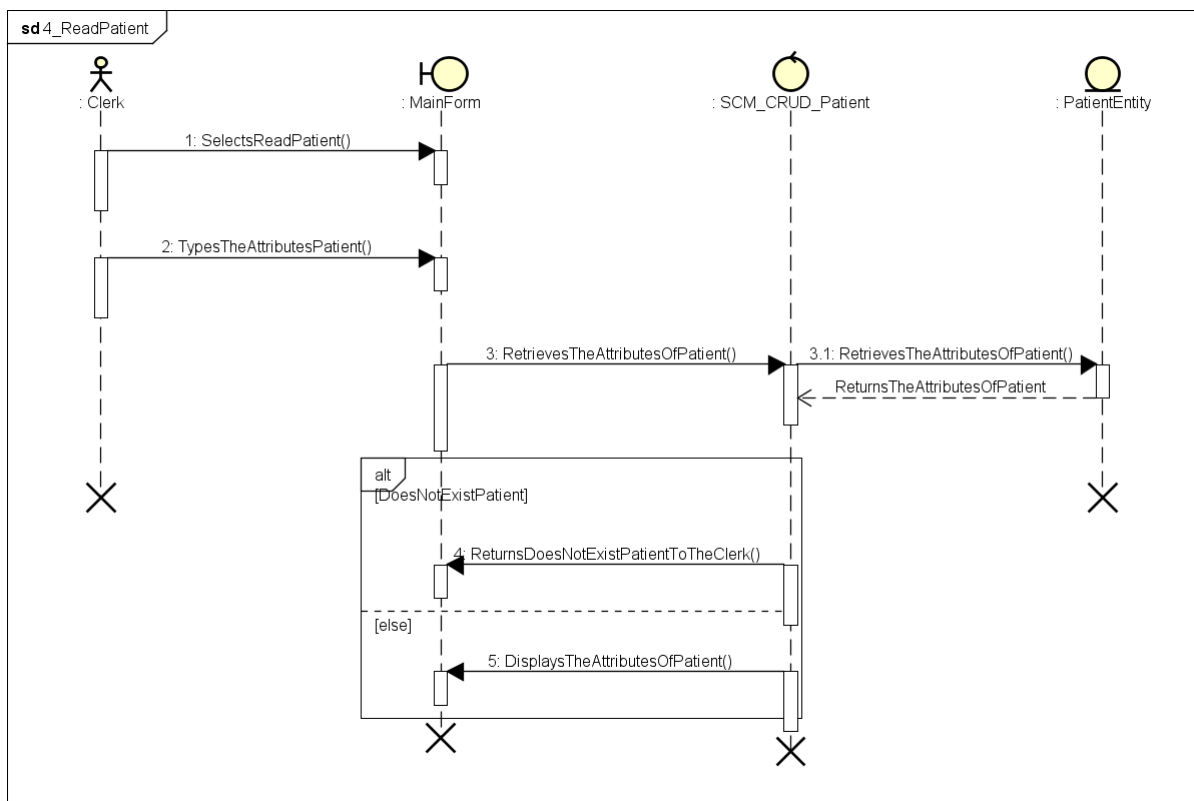 sd 4_ReadPatient
: Clerk
: MainForm
: SCM_CRUD_Patient
: PatientEntity
1: SelectsReadPatient()
2: TypesTheAttributesPatient()
3: RetrievesTheAttributesOfPatient()
3.1: RetrievesTheAttributesOfPatient()
ReturnsTheAttributesOfPatient
alt
[DoesNotExistPatient]
4: ReturnsDoesNotExistPatientToTheClerk()
[else]
5: DisplaysTheAttributesOfPatient()